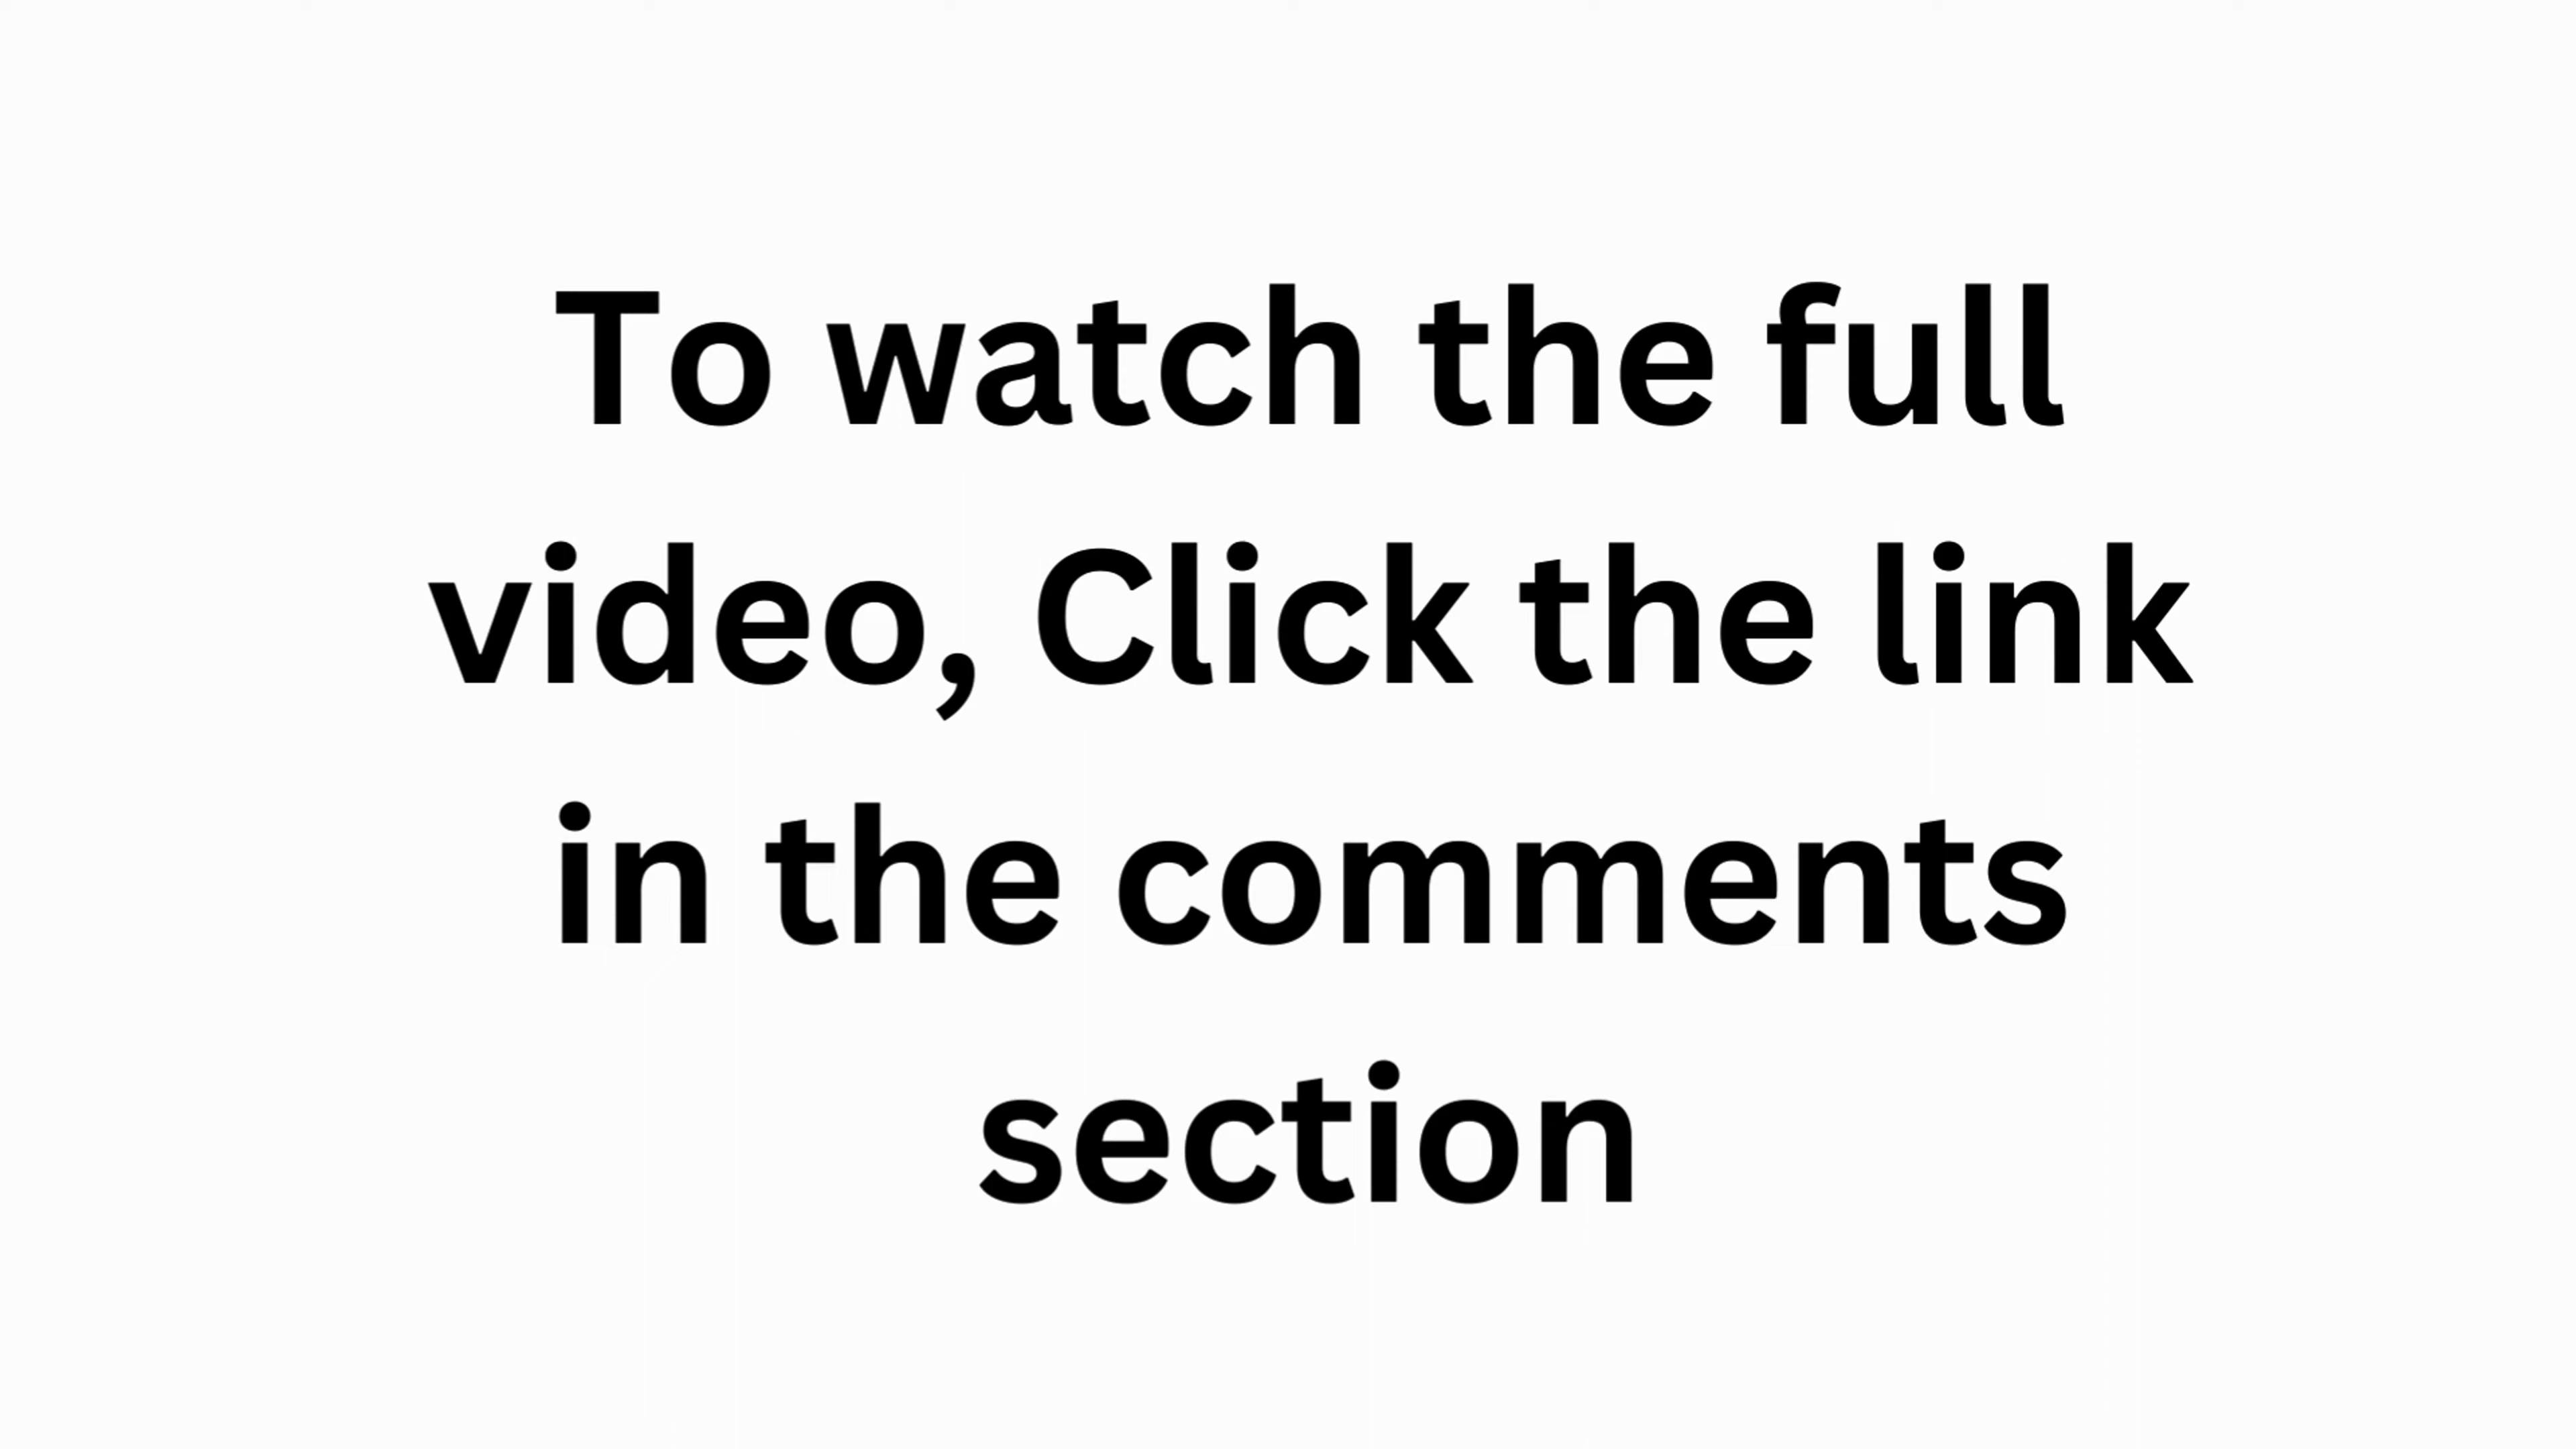 To watch the full
video, Click the link
in the comments
section